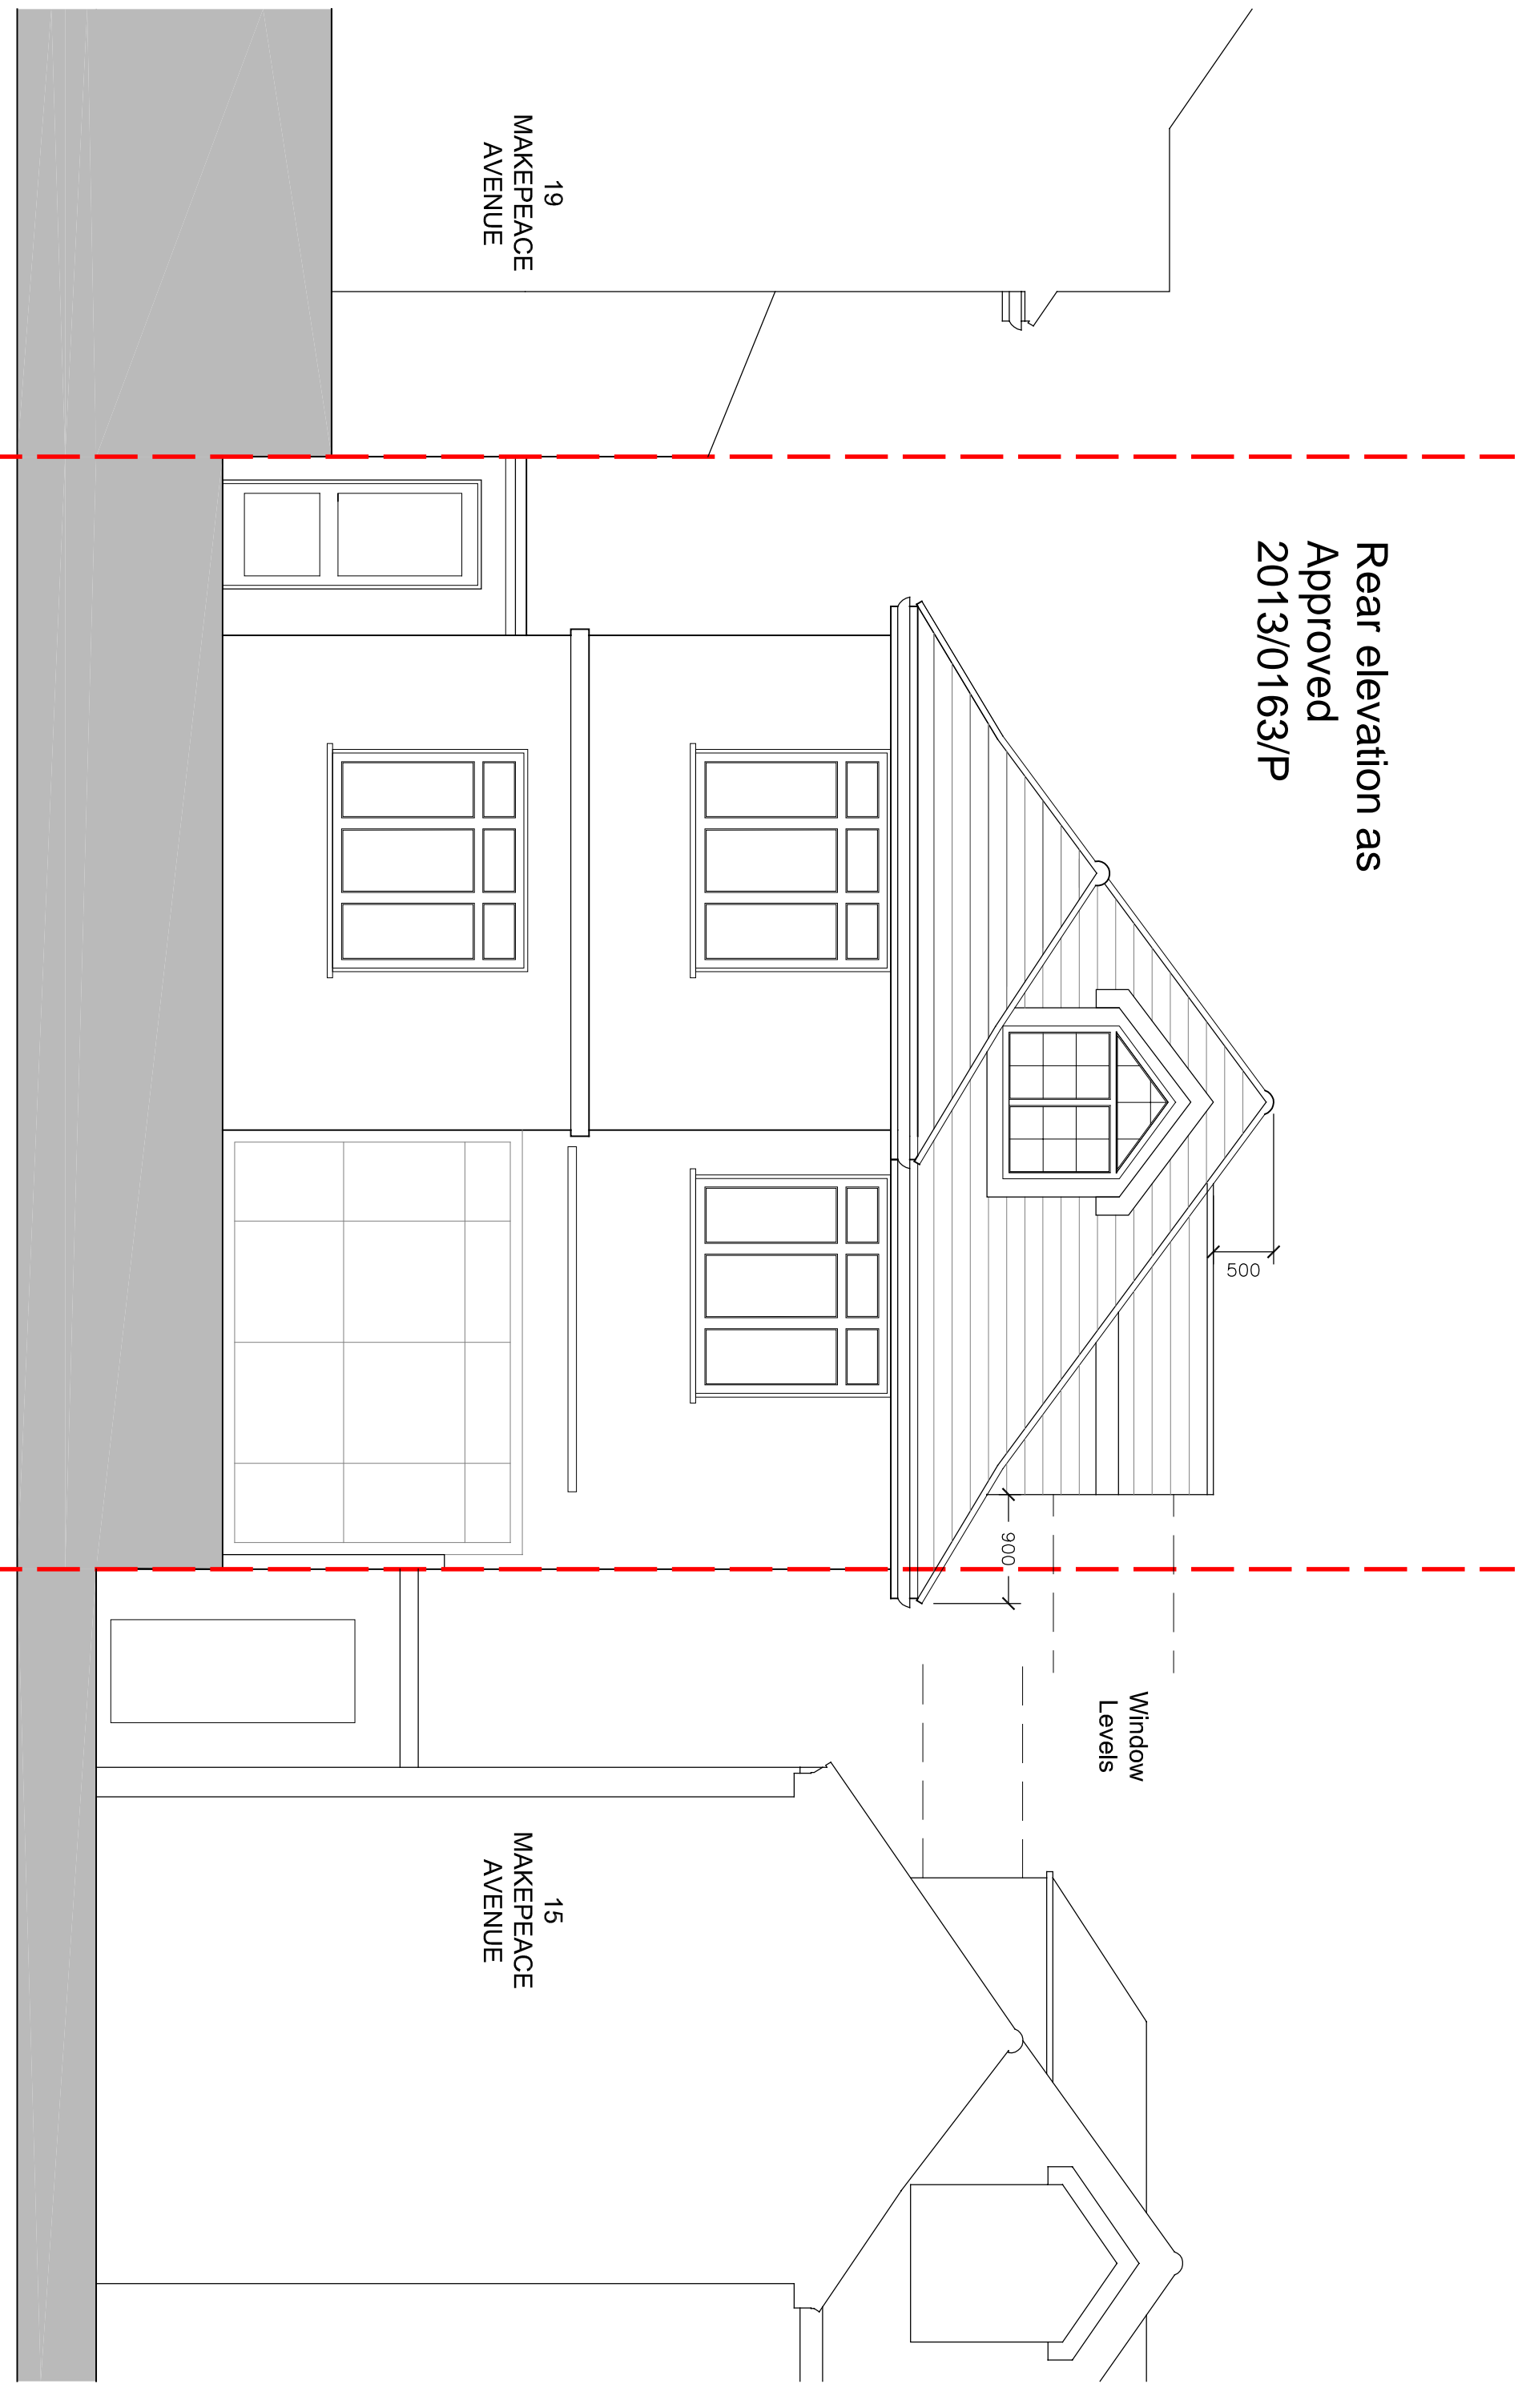 Rear elevation as
Approved
2013/0163/P
500
900
Window
Levels
19
MAKEPEACE
AVENUE
15
MAKEPEACE
AVENUE